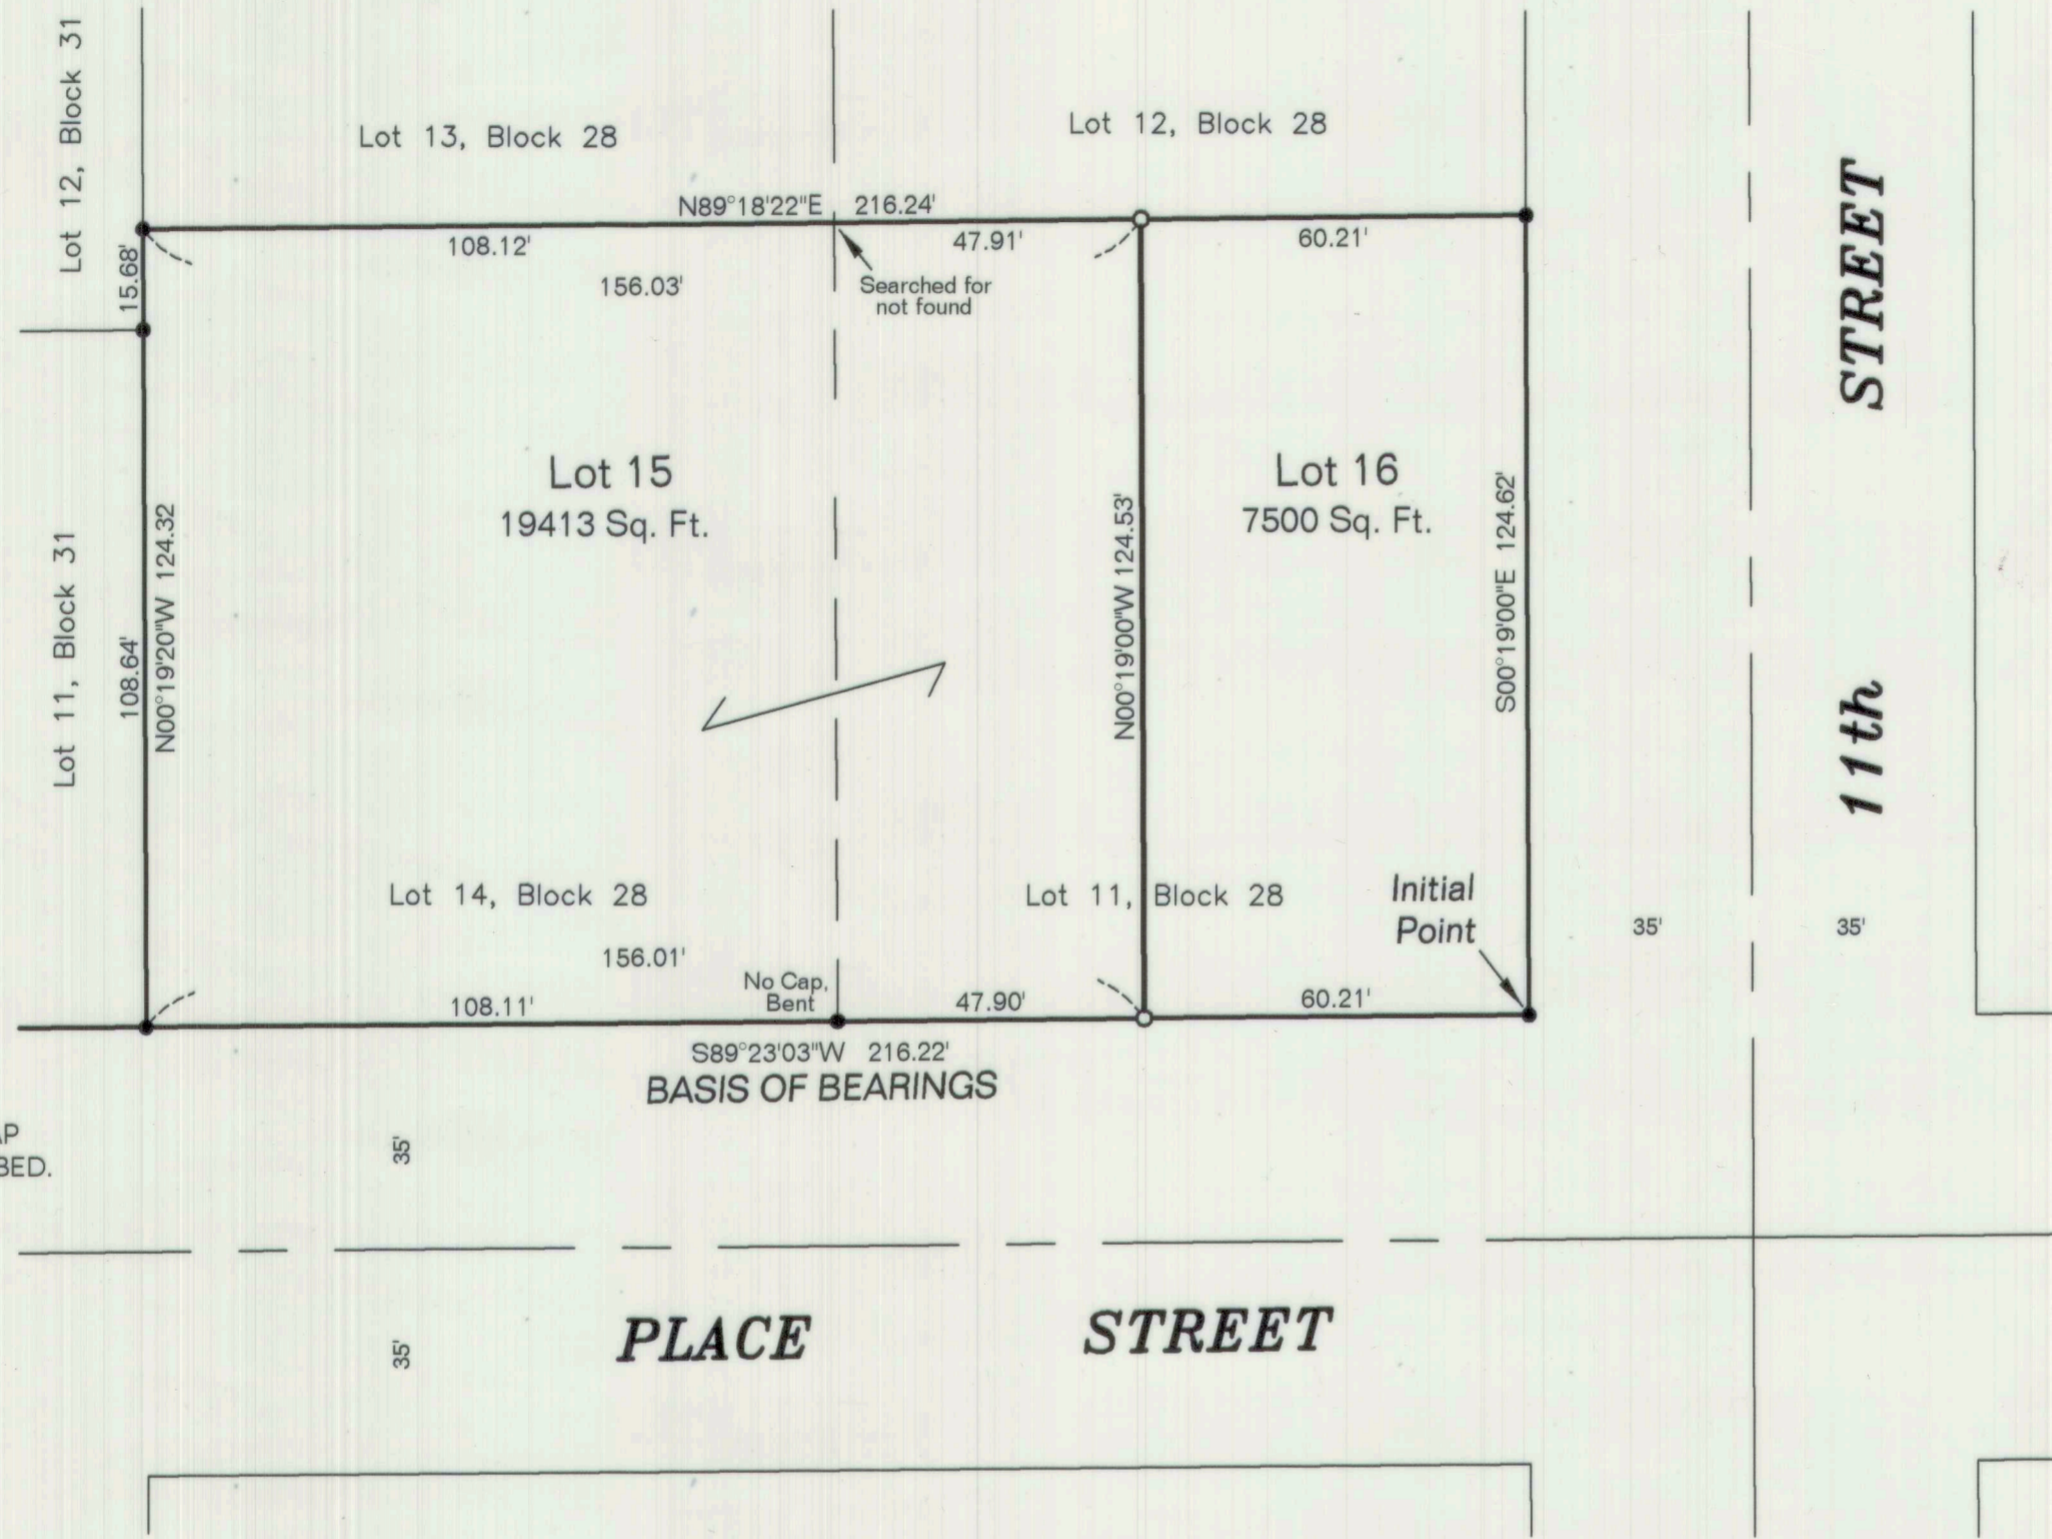 Lot 12, Block 31
Lot 13, Block 28
Lot 12, Block 28
N89°18'22"E 216.24'
108.12'
47.91'
60.21'
15.68'
156.03'
Searched for
not found
STREET
Lot 15
19413 Sq. Ft.
Lot 16
7500 Sq. Ft.
Lot 11, Block 31
108.64'
N00°19'20"W 124.32
N00°19'00"W 124.53'
S00°19'00"E 124.62'
11th
Lot 14, Block 28
Lot 11, Block 28
Initial
Point
35'
35'
156.01'
No Cap,
Bent
108.11'
47.90'
60.21'
S89°23'03"W 216.22'
BASIS OF BEARINGS
AP
BED.
35'
35'
PLACE STREET